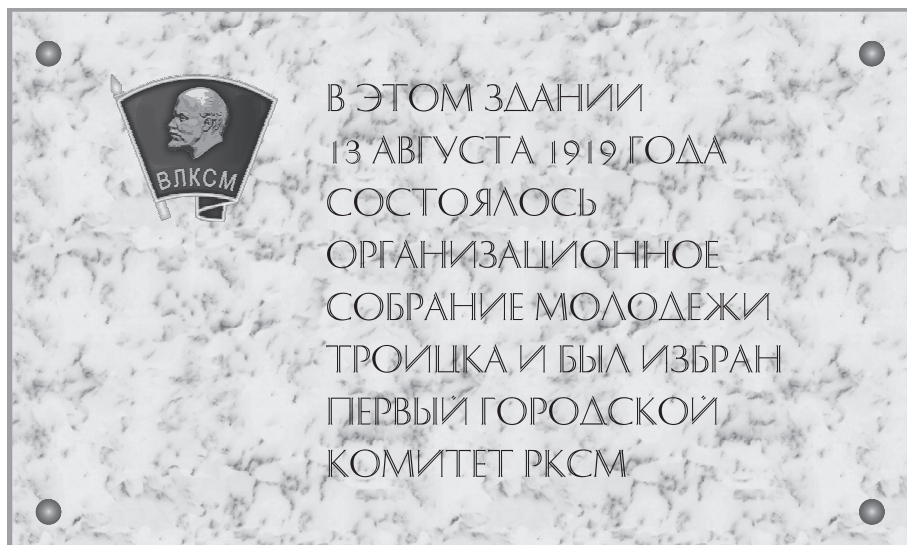 ВЛКСМ
В ЭТОМ ЗДАНИИ
13 АВГУСТА 1919 ГОДА
СОСТОЯЛОСЬ
ОРГАНИЗАЦИОННОЕ
СОБРАНИЕ МОЛОДЕЖИ
ТРОИЦКА И БЫЛ ИЗБРАН
ПЕРВЫЙ ГОРОДСКОЙ
КОМИТЕТ РКСМ